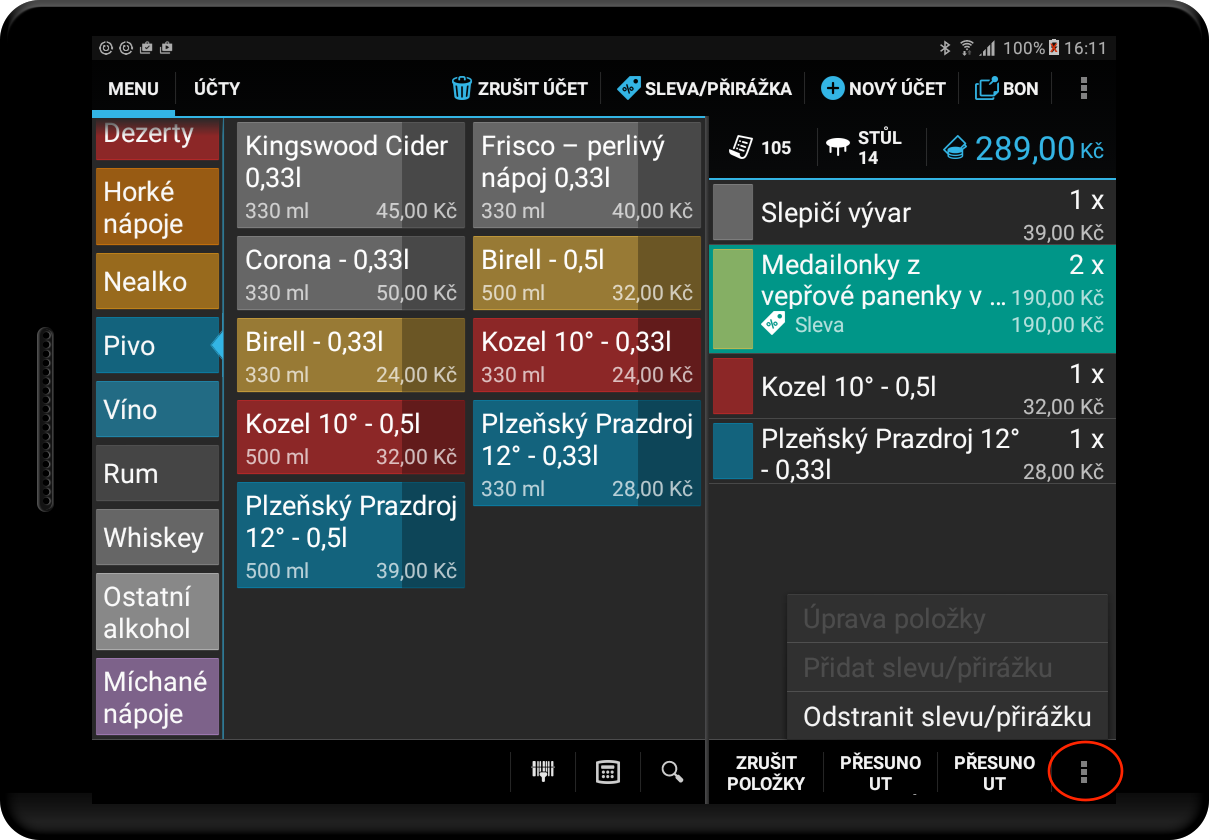 100% 16:11
MENU ÚČTY ZRUŠIT ÚČET SLEVA/PŘIRÁŽKA NOVÝ ÚČET BON
Dezerty
Horké
nápoje
Nealko
Pivo
Víno
Rum
Whiskey
Ostatní
alkohol
Míchané
nápoje
Kingswood Cider
0,33l
330 ml 45,00 Kč
Frisco – perlivý
nápoj 0,33l
330 ml 40,00 Kč
Corona - 0,33l
330 ml 50,00 Kč
Birell - 0,5l
500 ml 32,00 Kč
Birell - 0,33l
330 ml 24,00 Kč
Kozel 10° - 0,33l
330 ml 24,00 Kč
Kozel 10° - 0,5l
500 ml 32,00 Kč
Plzeňský Prazdroj
12° - 0,33l
330 ml 28,00 Kč
Plzeňský Prazdroj
12° - 0,5l
500 ml 39,00 Kč
105
STŮL
14
289,00 Kč
Slepičí vývar 1 x
39,00 Kč
Medailonky z 2 x
vepřové panenky v ... 190,00 Kč
% Sleva 190,00 Kč
Kozel 10° - 0,5l 1 x
32,00 Kč
Plzeňský Prazdroj 12° 1 x
- 0,33l 28,00 Kč
Úprava položky
Přidat slevu/přirážku
Odstranit slevu/přirážku
ZRUŠIT
POLOŽKY
PŘESUNO
UT
PŘESUNO
UT